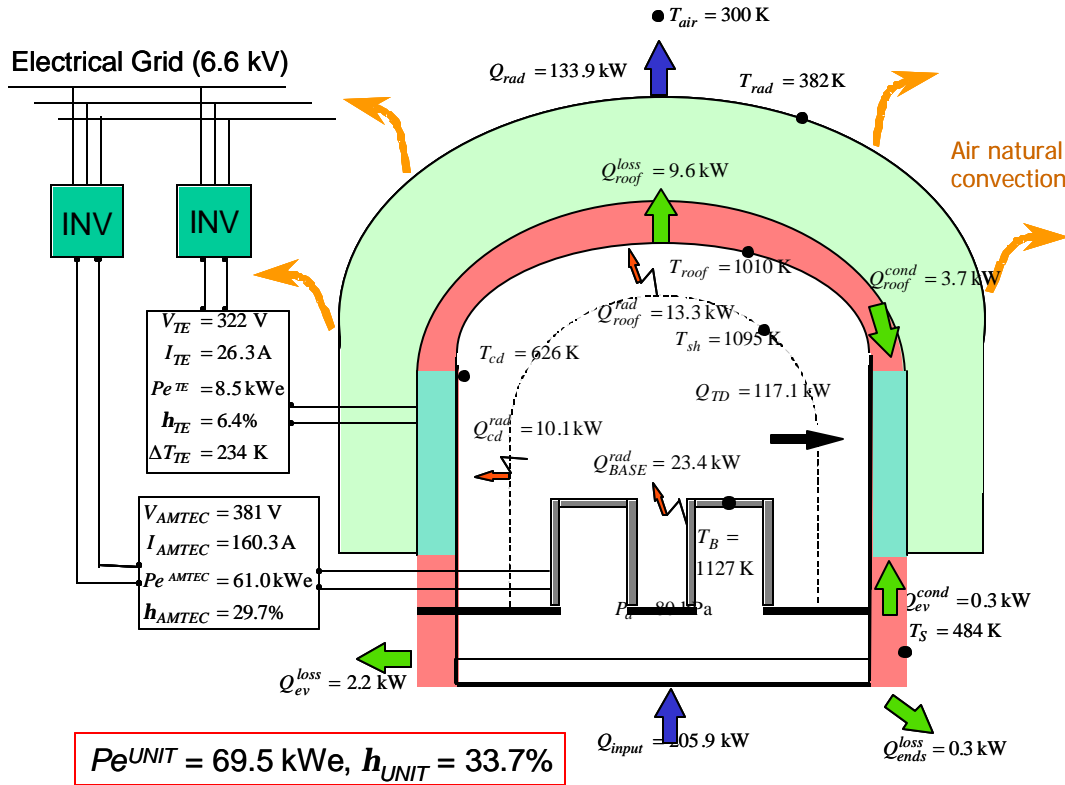 T_air = 300 K
Electrical Grid (6.6 kV)
Q_rad = 133.9 kW
T_rad = 382 K
Air natural
convection
Q_roof^loss = 9.6 kW
INV
INV
T_roof = 1010 K
Q_roof^cond = 3.7 kW
Q_roof^rad = 13.3 kW
V_TE = 322 V
I_TE = 26.3 A
Pe^TE = 8.5 kWe
h_TE = 6.4%
ΔT_TE = 234 K
T_cd = 626 K
T_sh = 1095 K
Q_TD = 117.1 kW
Q_cd^rad = 10.1 kW
Q_BASE^rad = 23.4 kW
V_AMTEC = 381 V
I_AMTEC = 160.3 A
Pe^AMTEC = 61.0 kWe
h_AMTEC = 29.7%
T_B =
1127 K
P_a = 80.1 Pa
Q_ev^cond = 0.3 kW
T_S = 484 K
Q_ev^loss = 2.2 kW
Q_input = 205.9 kW
Q_ends^loss = 0.3 kW
Pe^UNIT = 69.5 kWe, h_UNIT = 33.7%